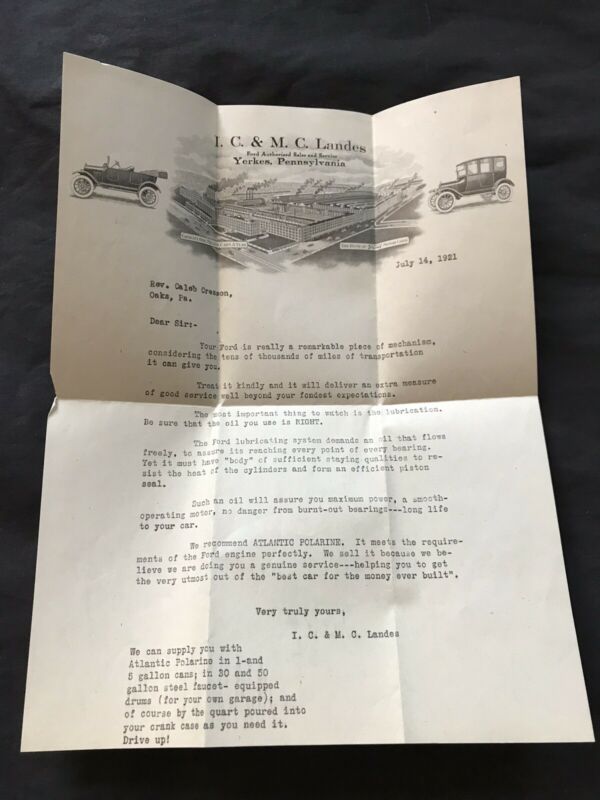 I. C. & M. C. Landes
Ford Authorized Sales and Service
Yerkes, Pennsylvania
July 14, 1921
Rev. Caleb Cresson,
Oaks, Pa.
Dear Sir:-
Your Ford is really a remarkable piece of mechanism,
considering the tens of thousands of miles of transportation
it can give you.
Treat it kindly and it will deliver an extra measure
of good service well beyond your fondest expectations.
The most important thing to watch is the lubrication.
Be sure that the oil you use is RIGHT.
The Ford lubricating system demands an oil that flows
freely, to assure its reaching every point of every bearing.
Yet it must have "body" of sufficient staying qualities to re-
sist the heat of the cylinders and form an efficient piston
seal.
Such an oil will assure you maximum power, a smooth-
operating motor, no danger from burnt-out bearings---long life
to your car.
We recommend ATLANTIC POLARINE. It meets the require-
ments of the Ford engine perfectly. We sell it because we be-
lieve we are doing you a genuine service---helping you to get
the very utmost out of the "best car for the money ever built".
Very truly yours,
I. C. & M. C. Landes
We can supply you with
Atlantic Polarine in 1-and
5 gallon cans; in 30 and 50
gallon steel faucet- equipped
drums (for your own garage); and
of course by the quart poured into
your crank case as you need it.
Drive up!